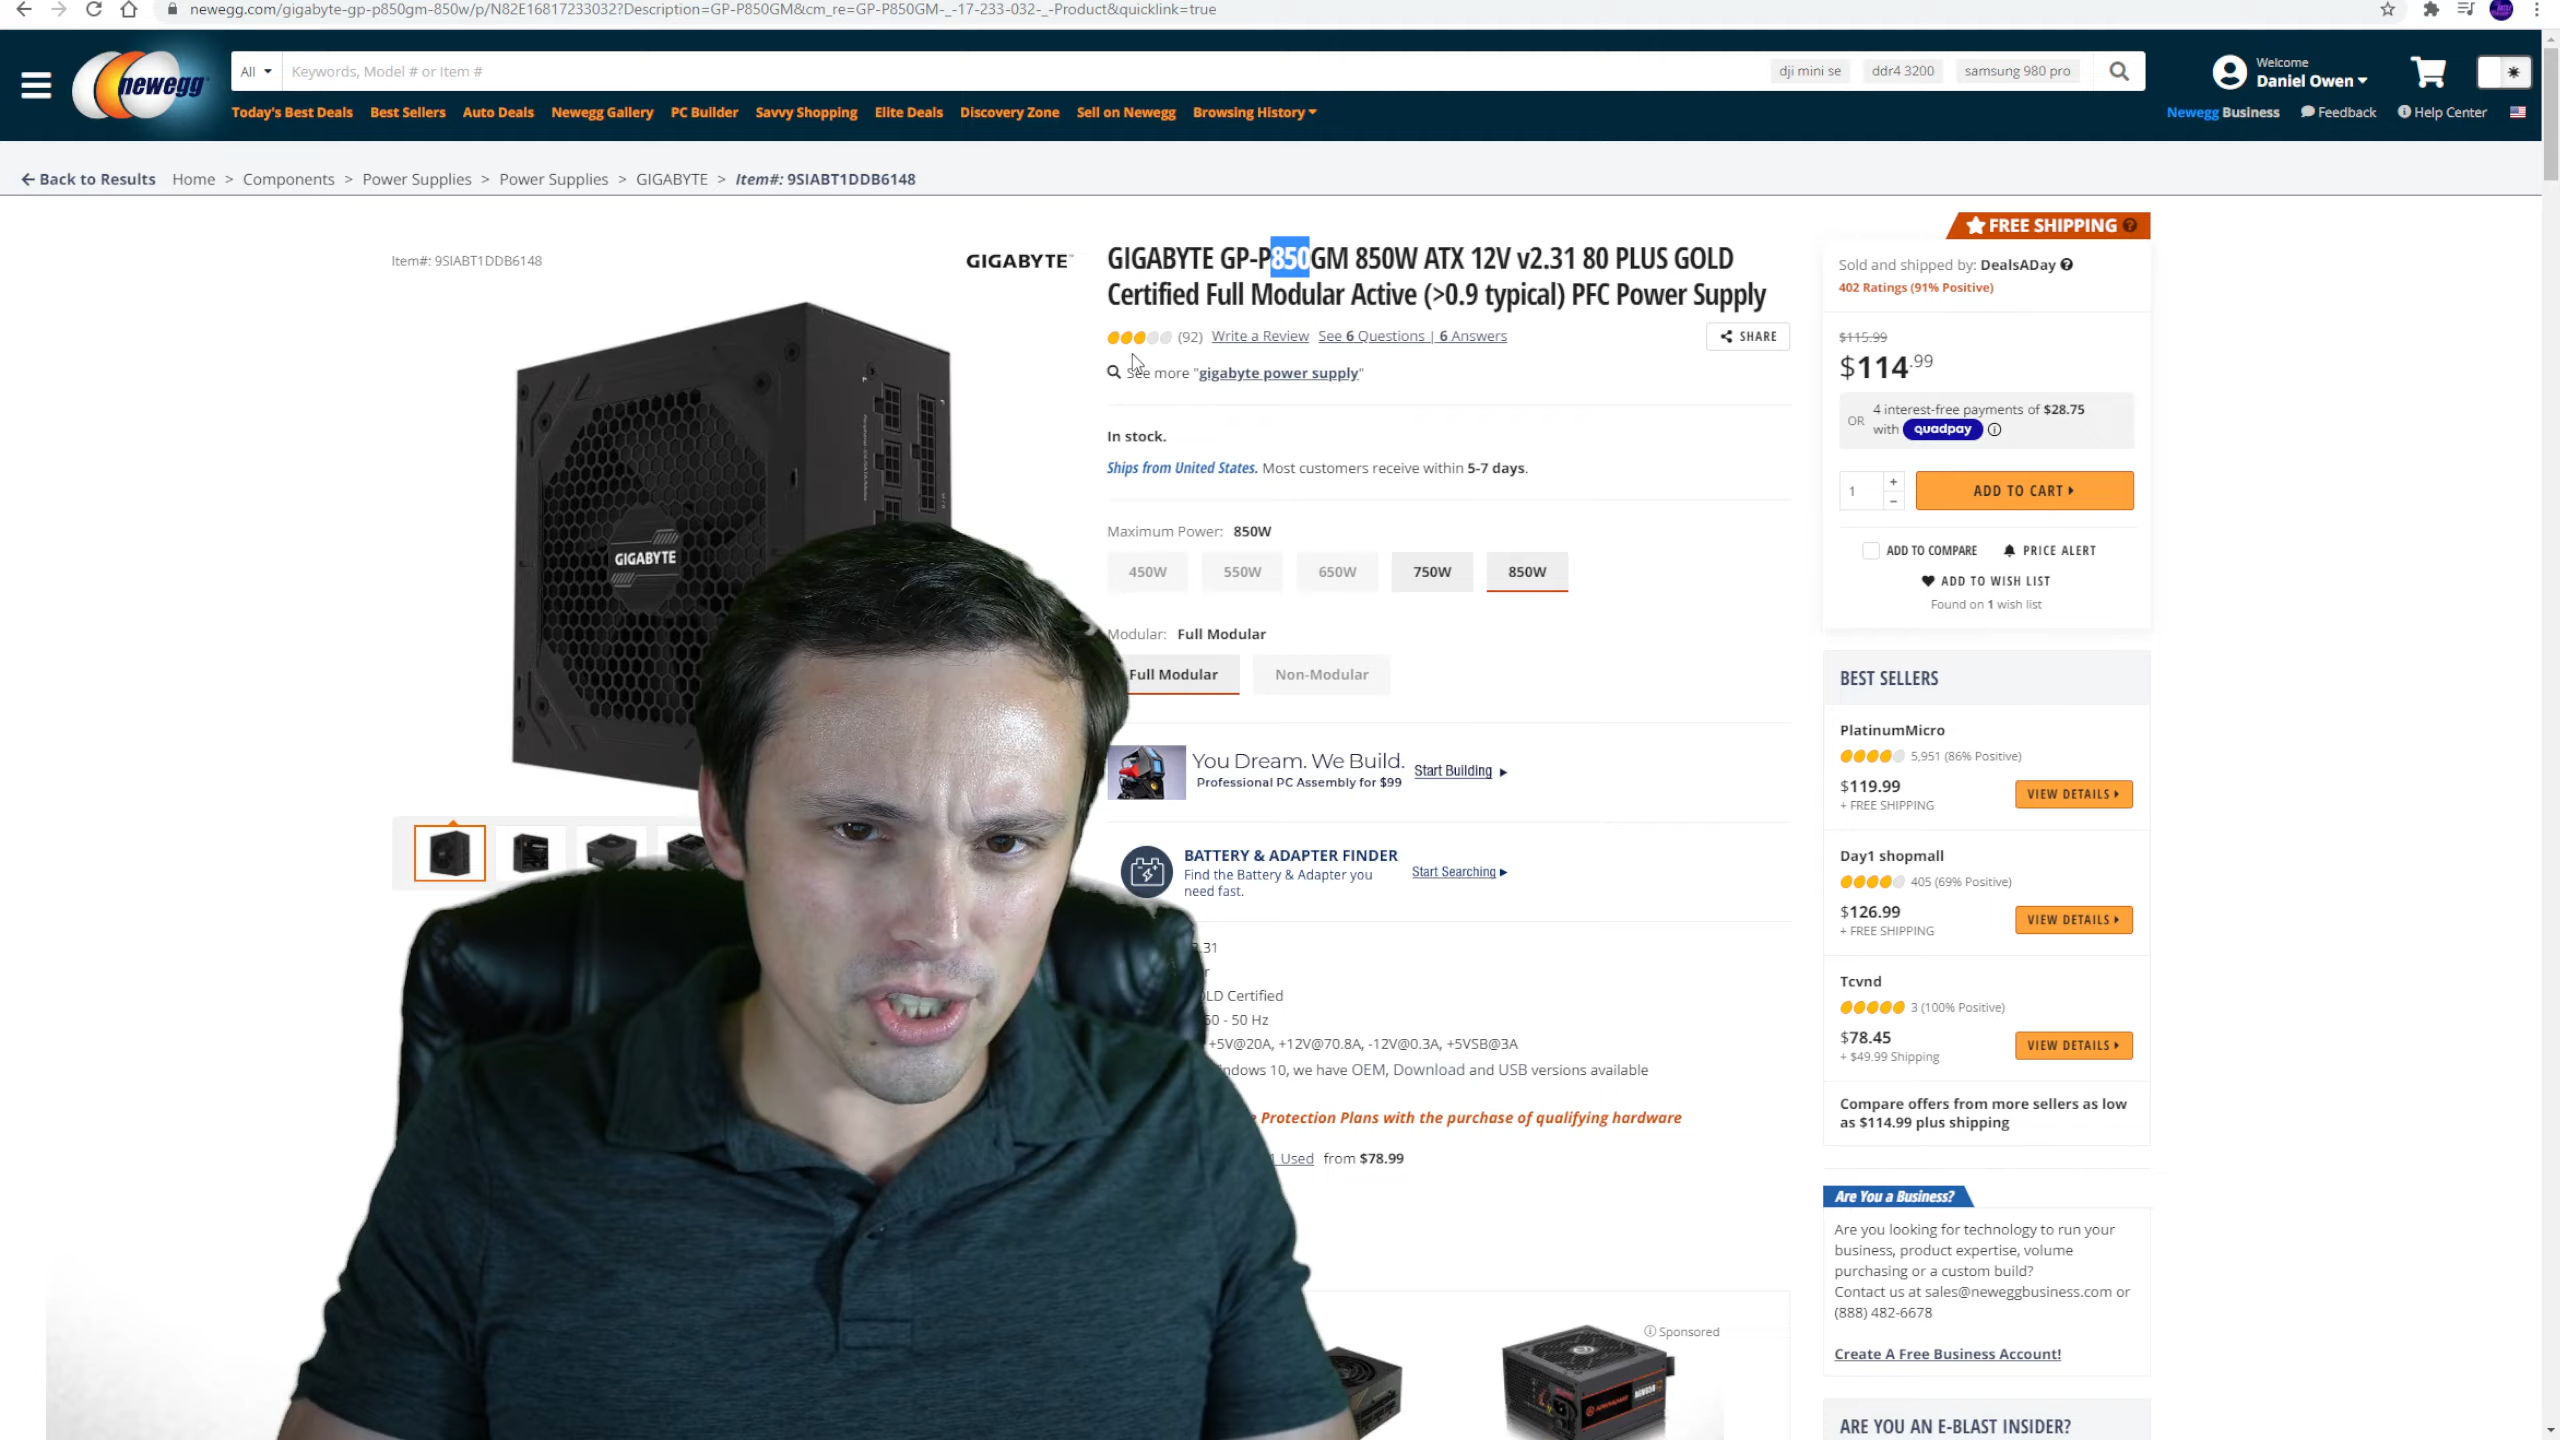 newegg.com/gigabyte-gp-p850gm-850w/p/N82E16817233032?Description=GP-P850GM&cm_re=GP-P850GM-_-17-233-032-_-Product&quicklink=true
newegg
All
Keywords, Model # or Item #
dji mini se
ddr4 3200
samsung 980 pro
Welcome
Daniel Owen
Today's Best Deals
Best Sellers
Auto Deals
Newegg Gallery
PC Builder
Savvy Shopping
Elite Deals
Discovery Zone
Sell on Newegg
Browsing History
Newegg Business
Feedback
Help Center
Back to Results
Home > Components > Power Supplies > Power Supplies > GIGABYTE > Item#: 9SIABT1DDB6148
Item#: 9SIABT1DDB6148
GIGABYTE
GIGABYTE
GIGABYTE GP-P850GM 850W ATX 12V v2.31 80 PLUS GOLD
Certified Full Modular Active (>0.9 typical) PFC Power Supply
(92) Write a Review See 6 Questions | 6 Answers
SHARE
See more "gigabyte power supply"
In stock.
Ships from United States. Most customers receive within 5-7 days.
Maximum Power: 850W
450W
550W
650W
750W
850W
Modular: Full Modular
Full Modular
Non-Modular
You Dream. We Build.
Professional PC Assembly for $99
Start Building
BATTERY & ADAPTER FINDER
Find the Battery & Adapter you
need fast.
Start Searching
.31
r
LD Certified
60 - 50 Hz
+5V@20A, +12V@70.8A, -12V@0.3A, +5VSB@3A
indows 10, we have OEM, Download and USB versions available
Protection Plans with the purchase of qualifying hardware
Used from $78.99
Sponsored
FREE SHIPPING
Sold and shipped by: DealsADay
402 Ratings (91% Positive)
$115.99
$114.99
OR
4 interest-free payments of $28.75
with quadpay
1
ADD TO CART
ADD TO COMPARE
PRICE ALERT
ADD TO WISH LIST
Found on 1 wish list
BEST SELLERS
PlatinumMicro
5,951 (86% Positive)
$119.99
+ FREE SHIPPING
VIEW DETAILS
Day1 shopmall
405 (69% Positive)
$126.99
+ FREE SHIPPING
VIEW DETAILS
Tcvnd
3 (100% Positive)
$78.45
+ $49.99 Shipping
VIEW DETAILS
Compare offers from more sellers as low
as $114.99 plus shipping
Are You a Business?
Are you looking for technology to run your
business, product expertise, volume
purchasing or a custom build?
Contact us at sales@neweggbusiness.com or
(888) 482-6678
Create A Free Business Account!
ARE YOU AN E-BLAST INSIDER?